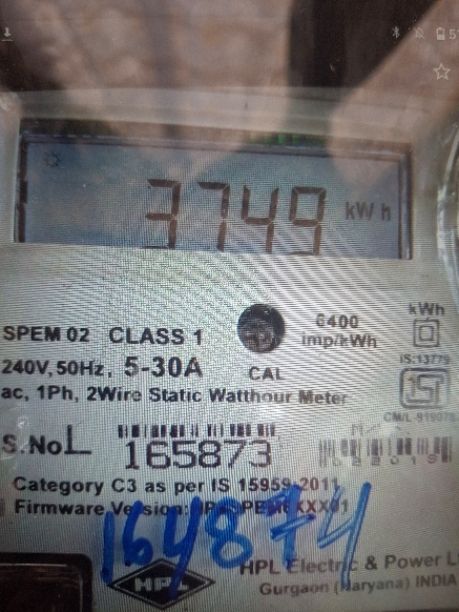 3749 kWh
kWh
SPEM 02 CLASS 1
6400
imp/kWh
240V, 50Hz, 5-30A
CAL
IS:13779
ac, 1Ph, 2Wire Static Watthour Meter
S.No L 165873
Category C3 as per IS 15959-2011
Firmware Version:
164874
HPL Electric & Power L
HPL
Gurgaon (Haryana) INDIA